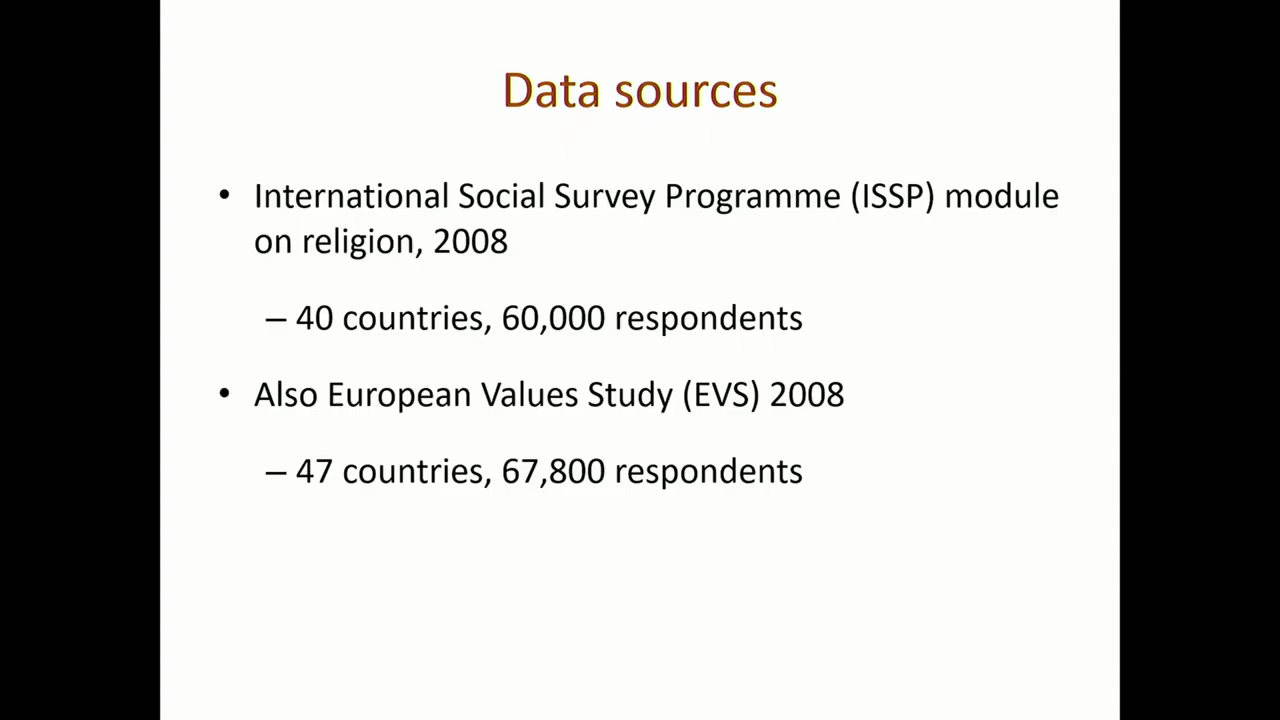 Data sources
• International Social Survey Programme (ISSP) module
on religion, 2008
– 40 countries, 60,000 respondents
• Also European Values Study (EVS) 2008
– 47 countries, 67,800 respondents